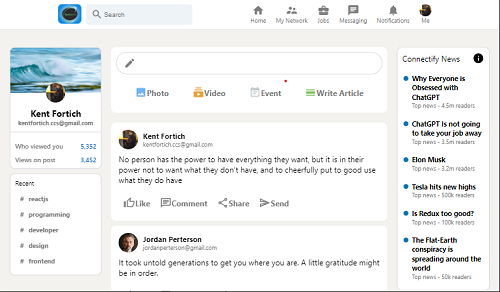 Search
Home
My Network
Jobs
Messaging
Notifications
Me
Kent Fortich
kentfortich.ccs@gmail.com
Who viewed you 5,352
Views on post 3,452
Recent
# reactjs
# programming
# developer
# design
# frontend
Photo
Video
Event
Write Article
Kent Fortich
kentfortich.ccs@gmail.com
No person has the power to have everything they want, but it is in their
power not to want what they don't have, and to cheerfully put to good use
what they do have
Like
Comment
Share
Send
Jordan Perterson
jordanperterson@gmail.com
It took untold generations to get you where you are. A little gratitude might
be in order.
Connectify News
Why Everyone is
Obsessed with
ChatGPT
Top news - 4.5m readers
ChatGPT Is not going
to take your job away
Top news - 3.5m readers
Elon Musk
Top news - 3.2m readers
Tesla hits new highs
Top news - 500k readers
Is Redux too good?
Top news - 100k readers
The Flat-Earth
conspiracy is
spreading around the
world
Top news - 50k readers